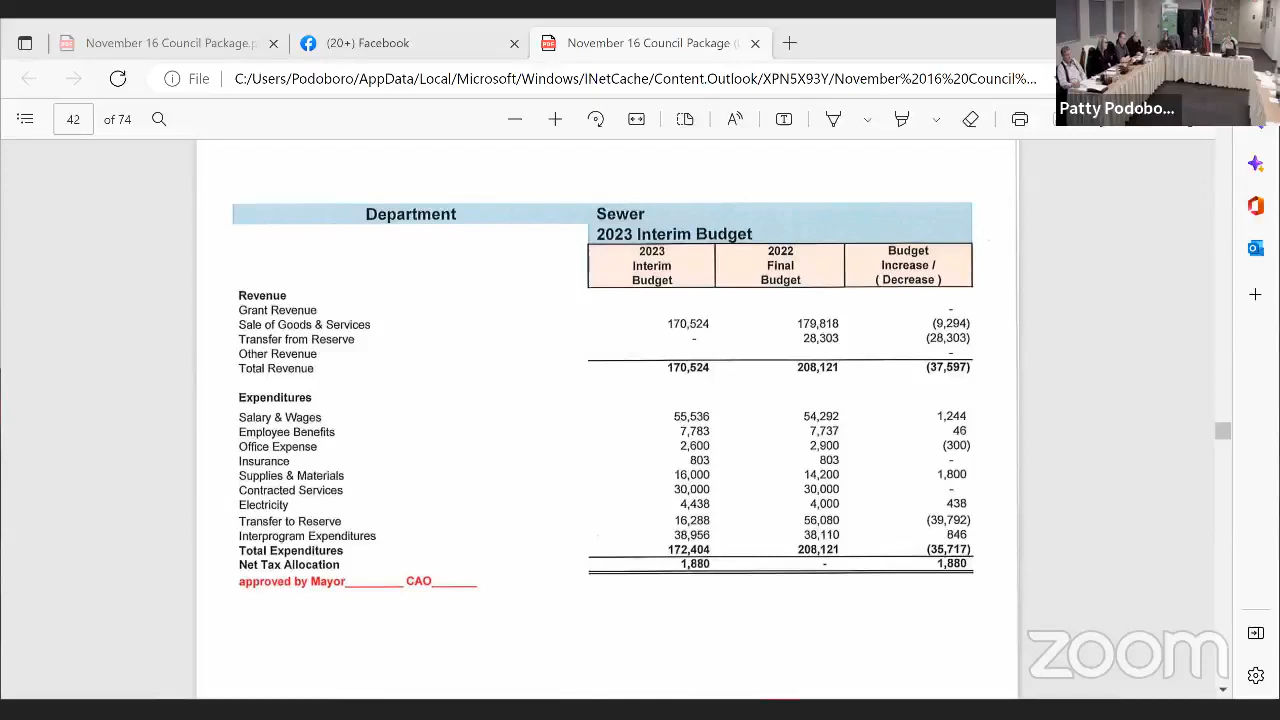 November 16 Council Package.p
(20+) Facebook
November 16 Council Package (
File
C:/Users/Podoboro/AppData/Local/Microsoft/Windows/INetCache/Content.Outlook/XPN5X93Y/November%2016%20Council%...
Patty Podobo...
42 of 74
Department Sewer
2023 Interim Budget
2023 Interim Budget
2022 Final Budget
Budget Increase / ( Decrease )
Revenue
Grant Revenue -
Sale of Goods & Services 170,524 179,818 (9,294)
Transfer from Reserve - 28,303 (28,303)
Other Revenue -
Total Revenue 170,524 208,121 (37,597)
Expenditures
Salary & Wages 55,536 54,292 1,244
Employee Benefits 7,783 7,737 46
Office Expense 2,600 2,900 (300)
Insurance 803 803 -
Supplies & Materials 16,000 14,200 1,800
Contracted Services 30,000 30,000 -
Electricity 4,438 4,000 438
Transfer to Reserve 16,288 56,080 (39,792)
Interprogram Expenditures 38,956 38,110 846
Total Expenditures 172,404 208,121 (35,717)
Net Tax Allocation 1,880 - 1,880
approved by Mayor________ CAO______
zoom